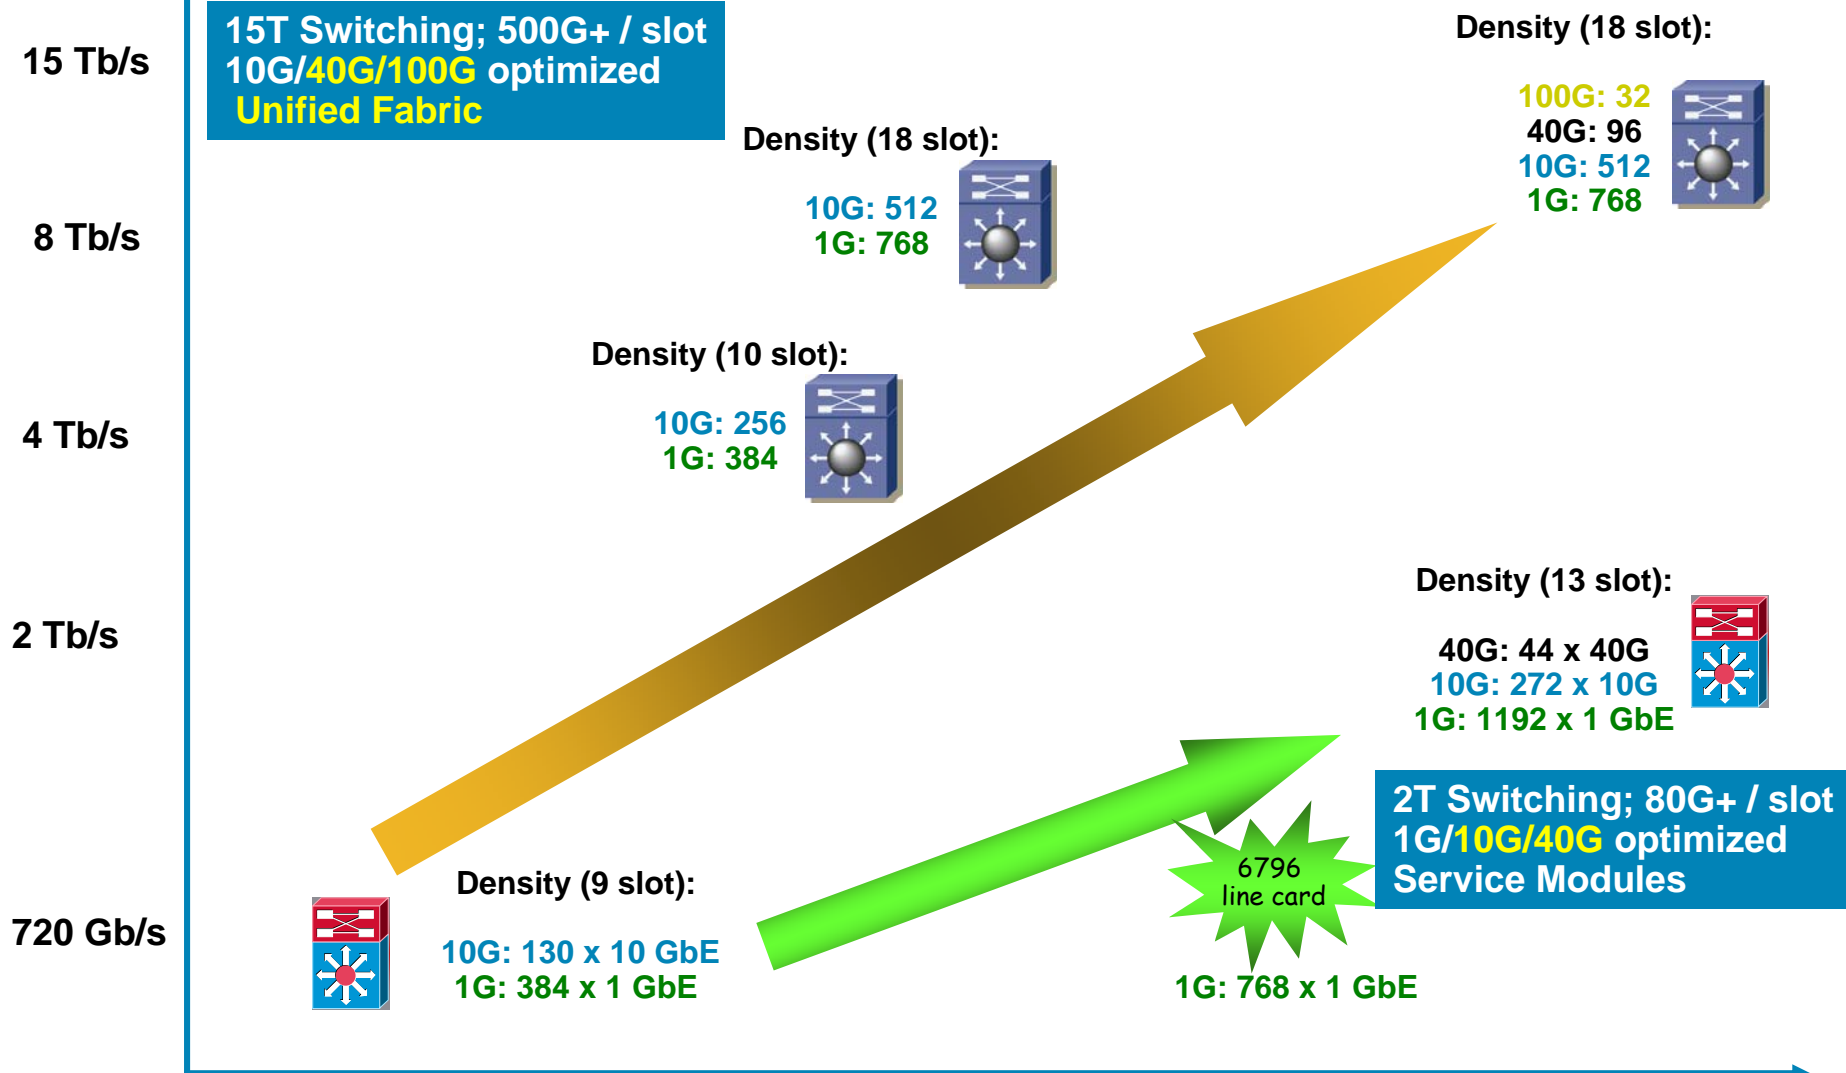 15 Tb/s
15T Switching; 500G+ / slot
10G/40G/100G optimized
Unified Fabric
Density (18 slot):
100G: 32
40G: 96
10G: 512
1G: 768
Density (18 slot):
10G: 512
1G: 768
8 Tb/s
Density (10 slot):
10G: 256
1G: 384
4 Tb/s
2 Tb/s
Density (13 slot):
40G: 44 x 40G
10G: 272 x 10G
1G: 1192 x 1 GbE
2T Switching; 80G+ / slot
1G/10G/40G optimized
Service Modules
6796
line card
1G: 768 x 1 GbE
720 Gb/s
Density (9 slot):
10G: 130 x 10 GbE
1G: 384 x 1 GbE